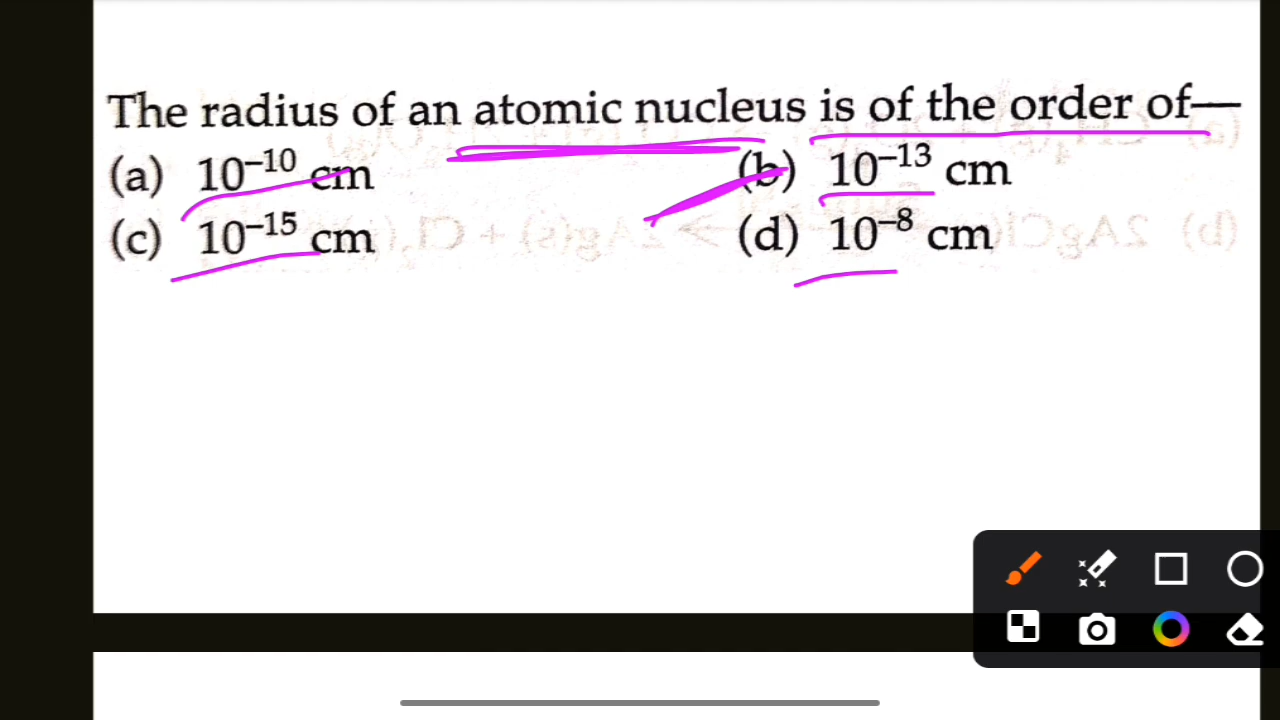 The radius of an atomic nucleus is of the order of—
(a) 10⁻¹⁰ cm (b) 10⁻¹³ cm
(c) 10⁻¹⁵ cm (d) 10⁻⁸ cm